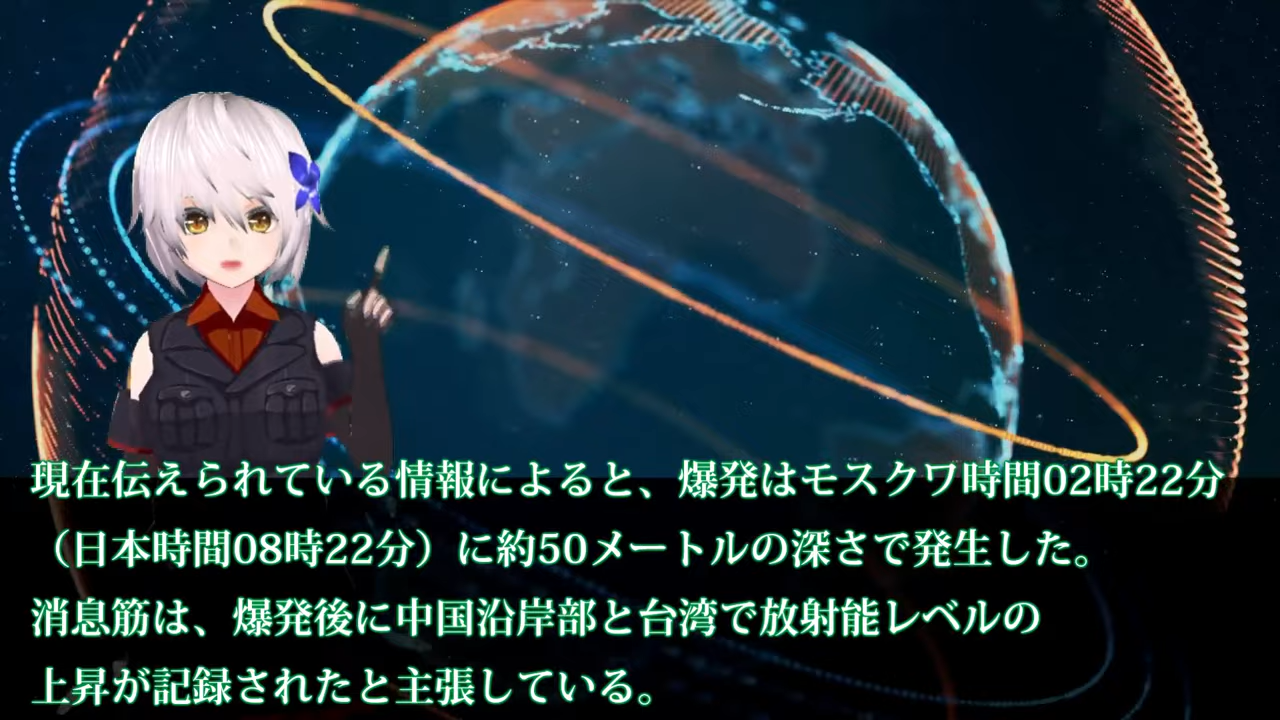 現在伝えられている情報によると、爆発はモスクワ時間02時22分
（日本時間08時22分）に約50メートルの深さで発生した。
消息筋は、爆発後に中国沿岸部と台湾で放射能レベルの
上昇が記録されたと主張している。